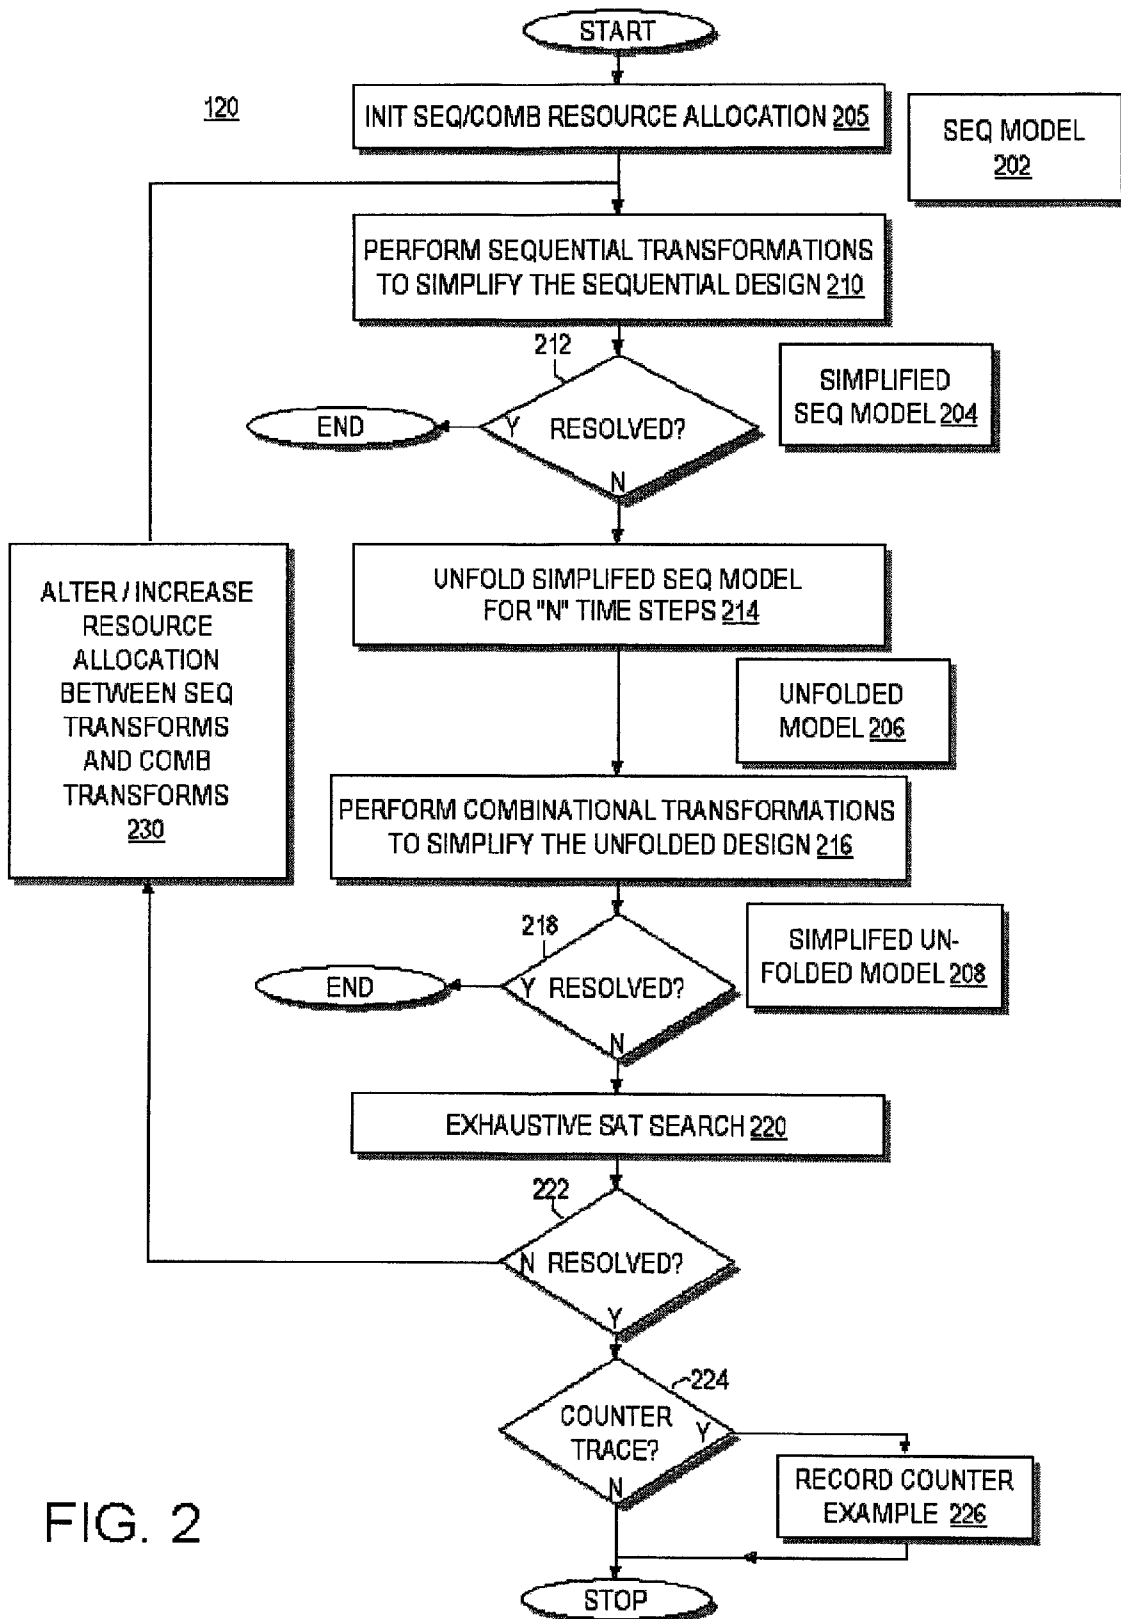 START
120
INIT SEQ/COMB RESOURCE ALLOCATION 205
SEQ MODEL
202
PERFORM SEQUENTIAL TRANSFORMATIONS
TO SIMPLIFY THE SEQUENTIAL DESIGN 210
212
SIMPLIFIED
SEQ MODEL 204
END
Y
RESOLVED?
N
UNFOLD SIMPLIFED SEQ MODEL
FOR "N" TIME STEPS 214
ALTER / INCREASE
RESOURCE
ALLOCATION
BETWEEN SEQ
TRANSFORMS
AND COMB
TRANSFORMS
230
UNFOLDED
MODEL 206
PERFORM COMBINATIONAL TRANSFORMATIONS
TO SIMPLIFY THE UNFOLDED DESIGN 216
218
SIMPLIFED UN-
FOLDED MODEL 208
END
Y
RESOLVED?
N
EXHAUSTIVE SAT SEARCH 220
222
N
RESOLVED?
Y
224
COUNTER
TRACE?
Y
N
RECORD COUNTER
EXAMPLE 226
FIG. 2
STOP